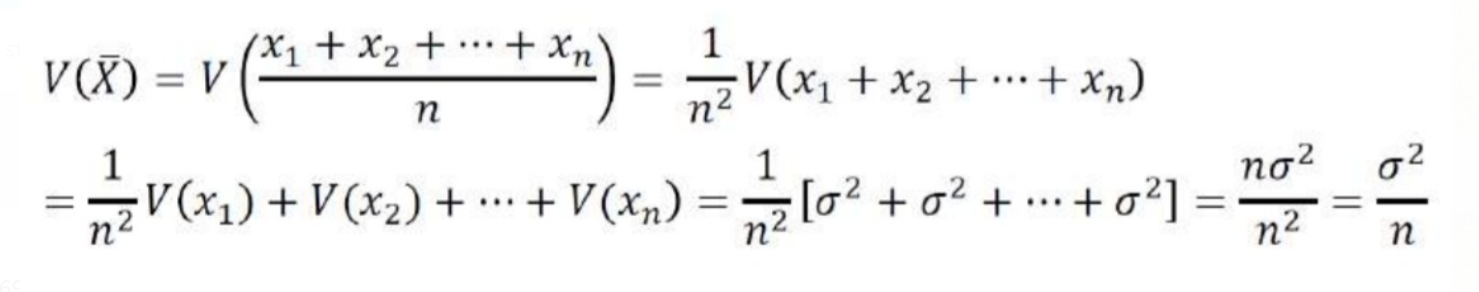 V(X̄) = V((x₁ + x₂ + ⋯ + xₙ)/n) = 1/n² V(x₁ + x₂ + ⋯ + xₙ)
= 1/n² V(x₁) + V(x₂) + ⋯ + V(xₙ) = 1/n² [σ² + σ² + ⋯ + σ²] = nσ²/n² = σ²/n